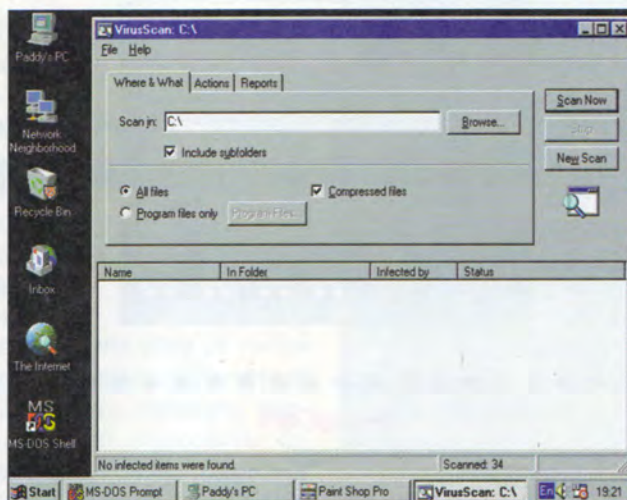 Paddy's PC
Network
Neighborhood
Recycle Bin
Inbox
The Internet
MS-DOS Shell
VirusScan: C:\
File Help
Where & What Actions Reports
Scan in: C:\ Browse...
Include subfolders
All files Compressed files
Program files only Program Files...
Scan Now
Stop
New Scan
Name In Folder Infected by Status
No infected items were found. Scanned: 34
Start MS-DOS Prompt Paddy's PC Paint Shop Pro VirusScan: C:\ En 19:21